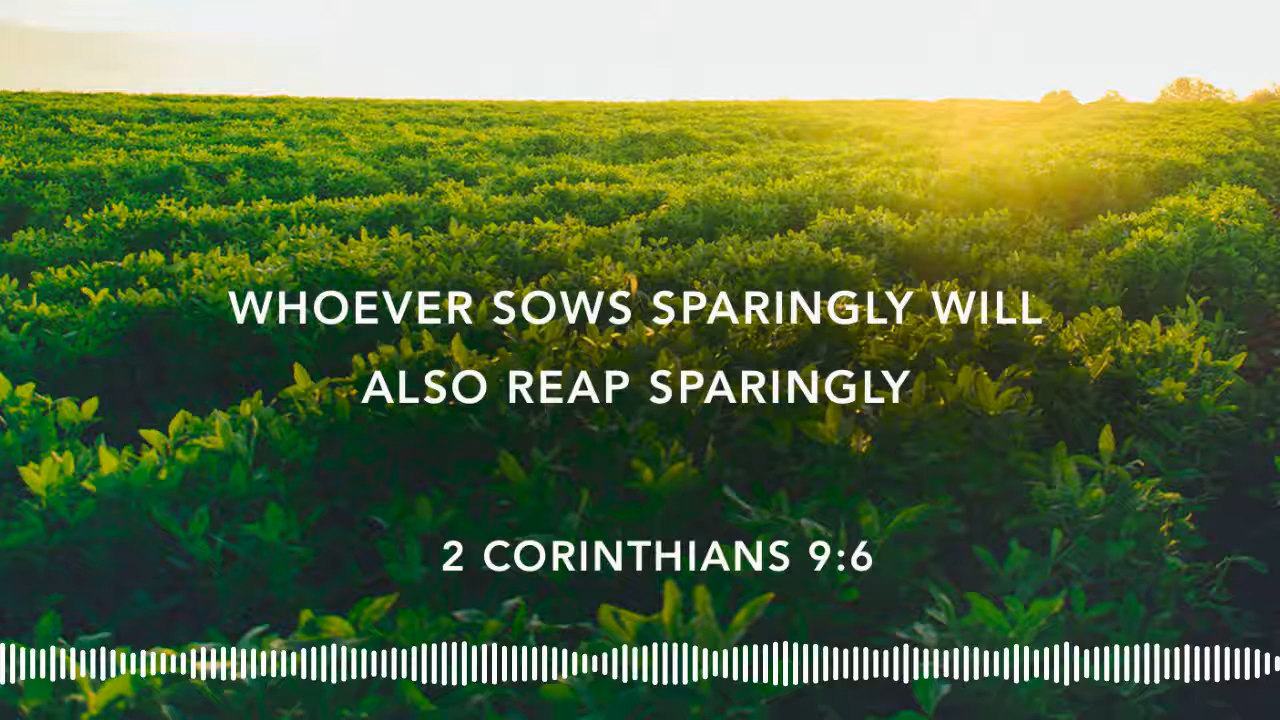 WHOEVER SOWS SPARINGLY WILL
ALSO REAP SPARINGLY
2 CORINTHIANS 9:6